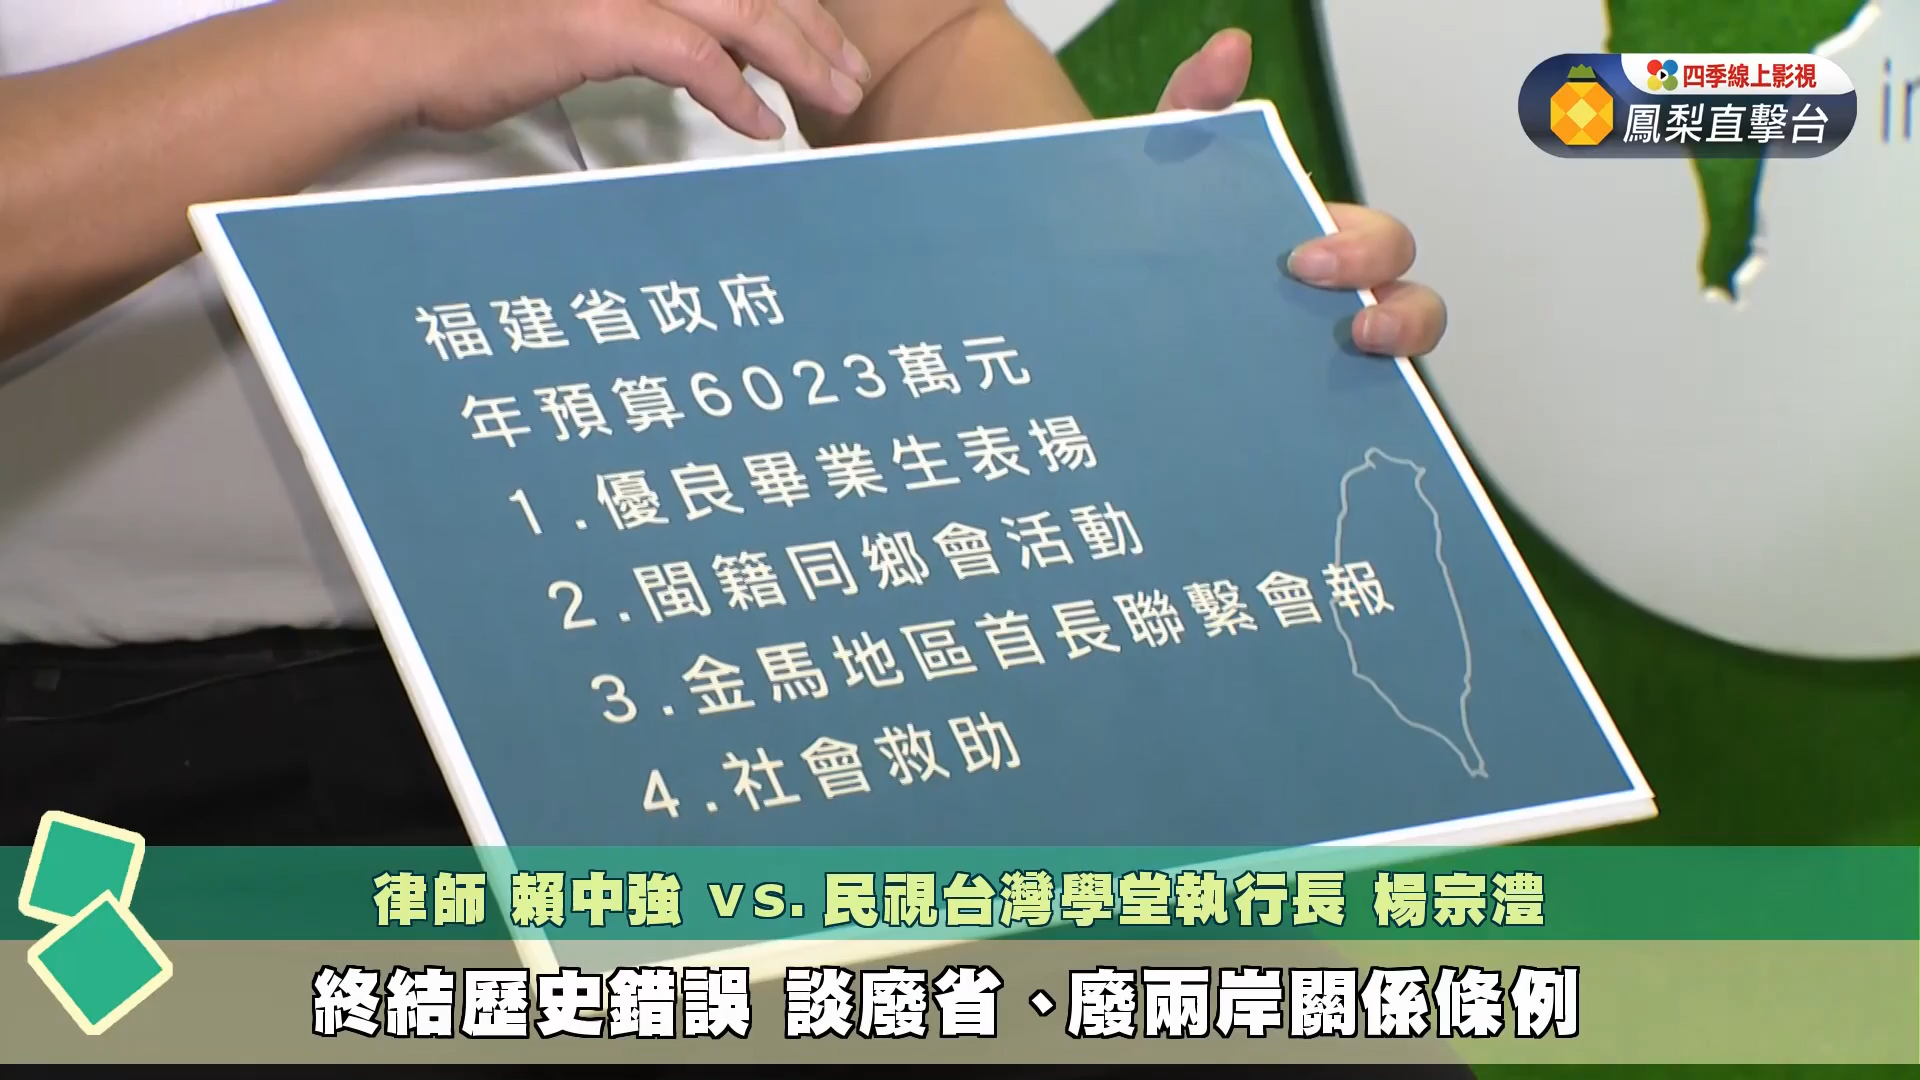 四季線上影視
鳳梨直擊台
in
福建省政府
年預算6023萬元
1.優良畢業生表揚
2.閩籍同鄉會活動
3.金馬地區首長聯繫會報
4.社會救助
律師 賴中強 vs. 民視台灣學堂執行長 楊宗澧
終結歷史錯誤 談廢省、廢兩岸關係條例